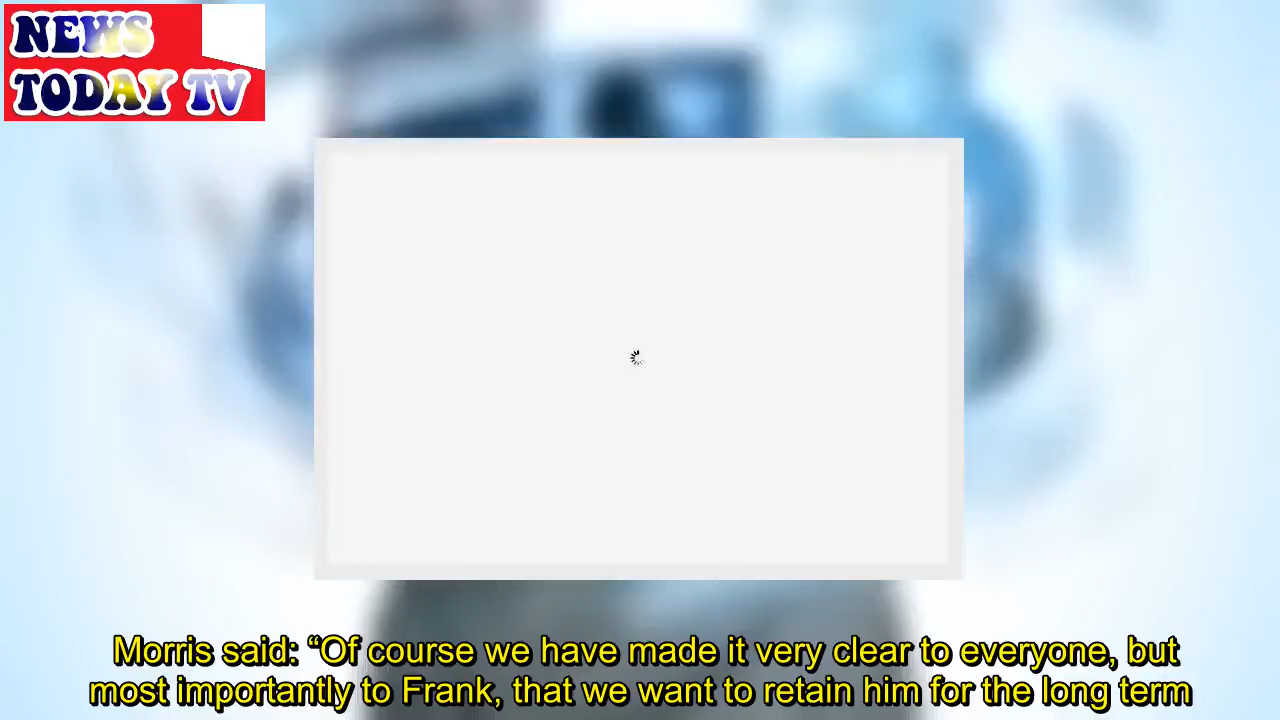 NEWS
TODAY TV
Morris said: “Of course we have made it very clear to everyone, but
most importantly to Frank, that we want to retain him for the long term